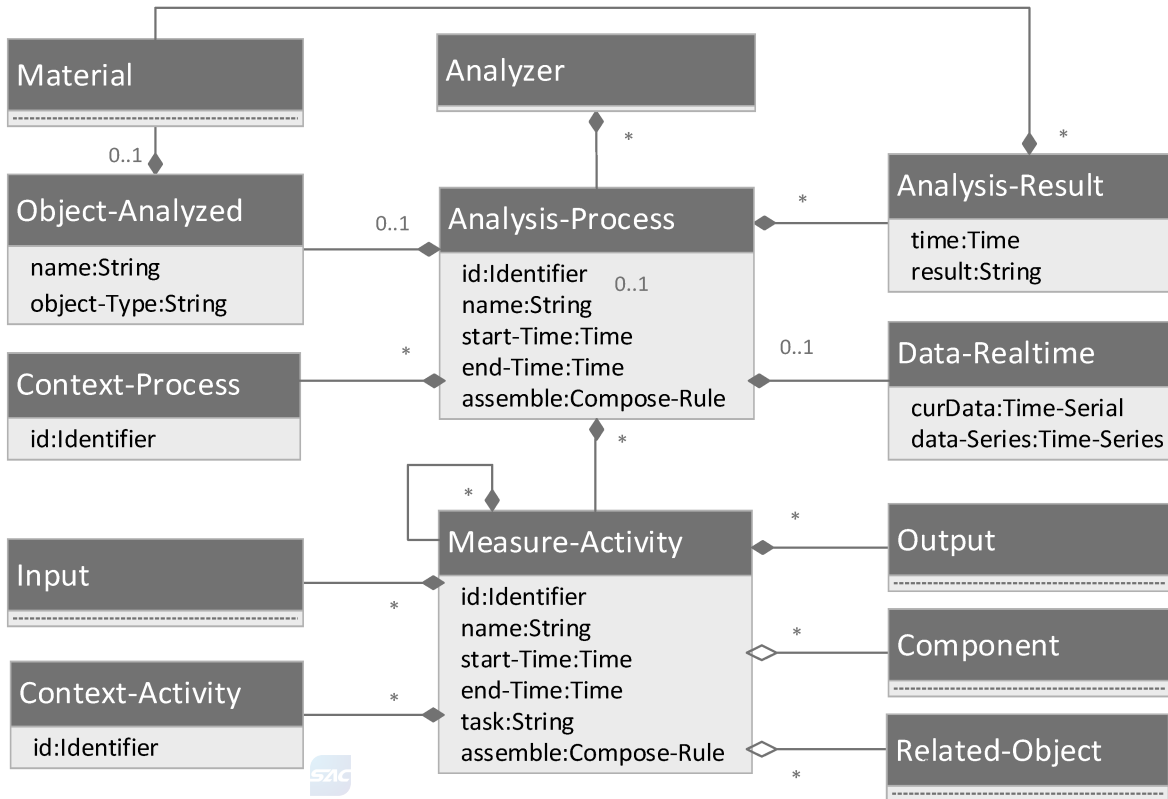 Material
Analyzer
*
*
0..1
Object-Analyzed
name:String
object-Type:String
0..1
Analysis-Process
id:Identifier
0..1
name:String
start-Time:Time
end-Time:Time
assemble:Compose-Rule
*
Analysis-Result
time:Time
result:String
Context-Process
id:Identifier
*
0..1
Data-Realtime
curData:Time-Serial
data-Series:Time-Series
*
*
Measure-Activity
id:Identifier
name:String
start-Time:Time
end-Time:Time
task:String
assemble:Compose-Rule
*
Output
Input
*
*
Component
Context-Activity
id:Identifier
*
Related-Object
*
SAC